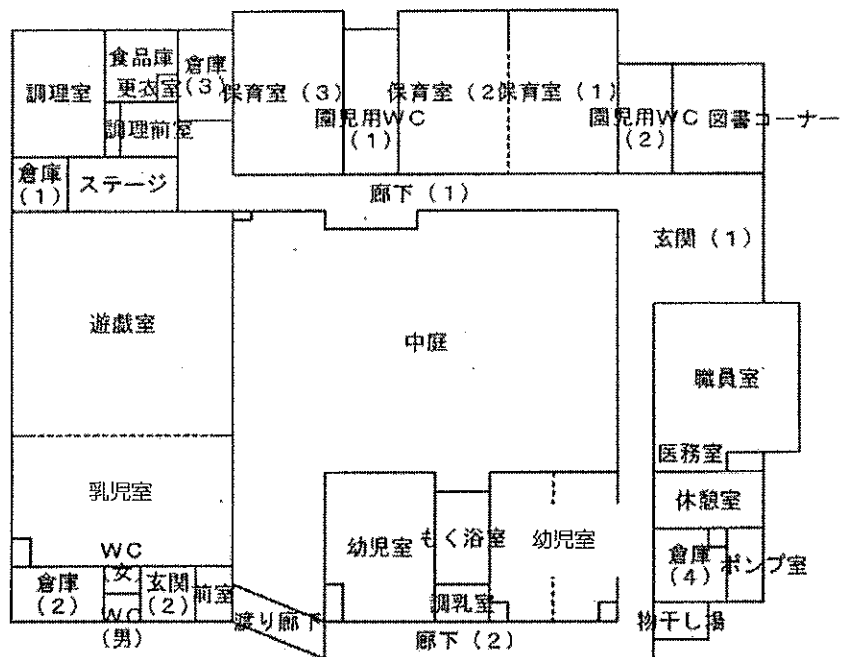 調理室
食品庫
更衣室
倉庫
(3)
調理前室
保育室(3)
園児用WC
(1)
保育室(2
保育室(1)
園児用WC
(2)
図書コーナー
倉庫
(1)
ステージ
廊下(1)
玄関(1)
遊戯室
中庭
職員室
医務室
乳児室
休憩室
WC
(女)
幼児室
もく浴室
幼児室
倉庫
(4)
ポンプ室
倉庫
(2)
玄関
(2)
前室
WC
(男)
調乳室
渡り廊下
廊下(2)
物干し場